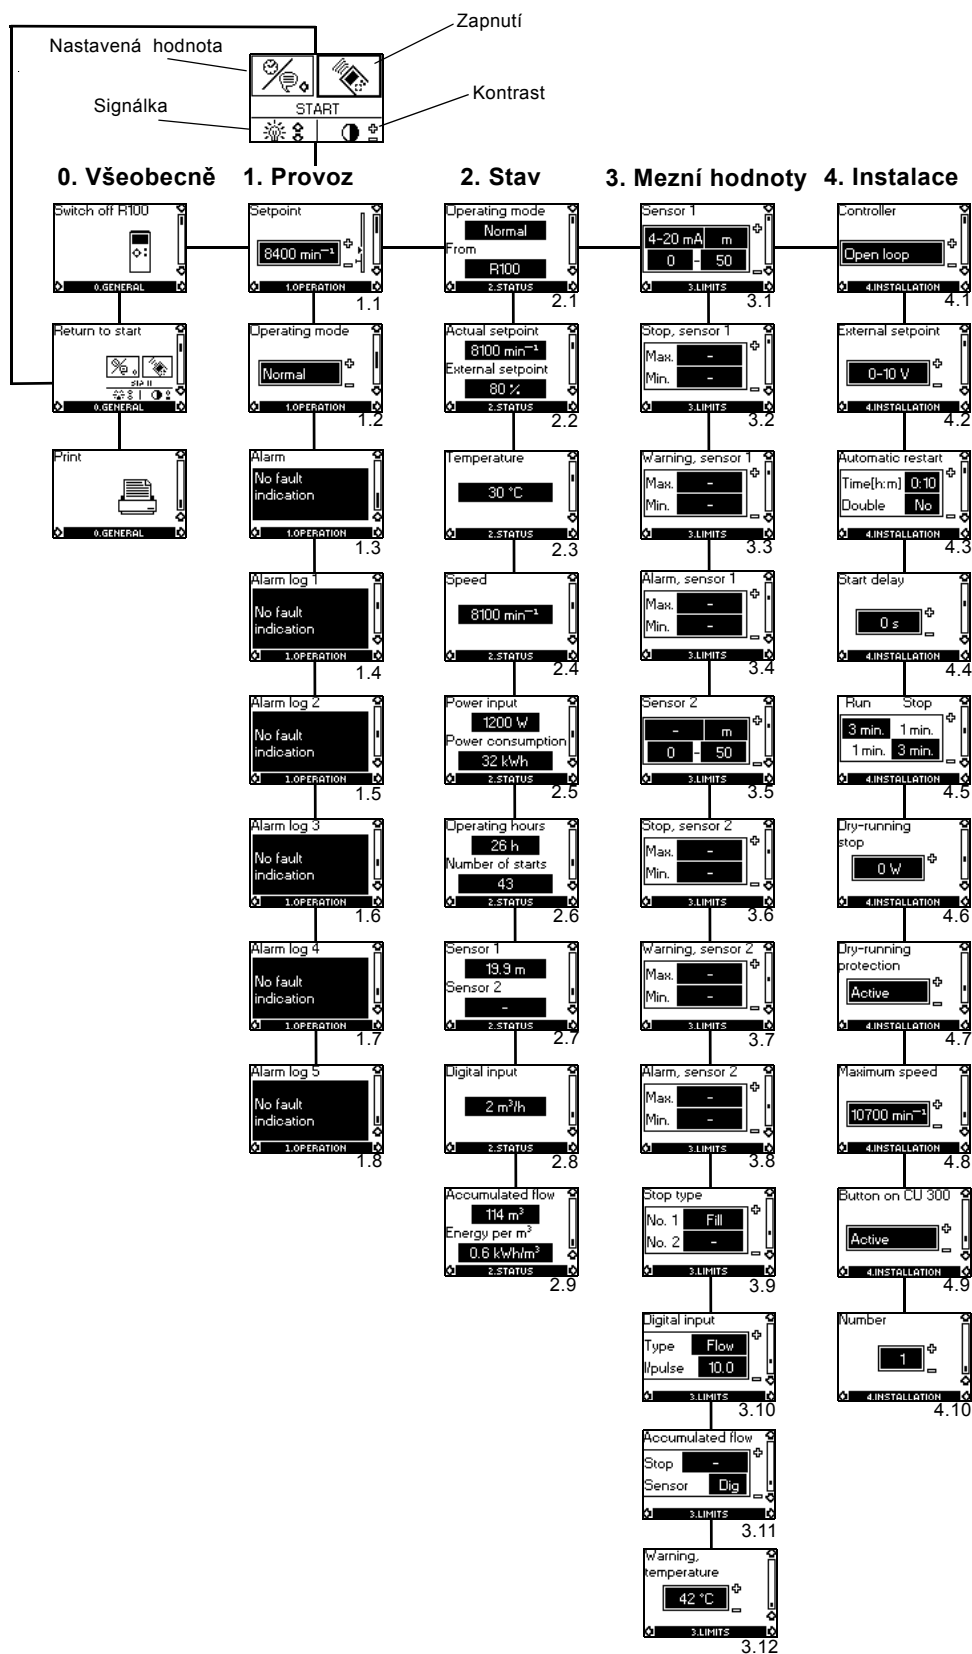 Zapnutí
Nastavená hodnota
Kontrast
Signálka
START
0. Všeobecně
1. Provoz
2. Stav
3. Mezní hodnoty
4. Instalace
Switch off R100
0.GENERAL
Return to start
START
0.GENERAL
Print
0.GENERAL
Setpoint
8400 min⁻¹
1.OPERATION
1.1
Operating mode
Normal
1.OPERATION
1.2
Alarm
No fault
indication
1.OPERATION
1.3
Alarm log 1
No fault
indication
1.OPERATION
1.4
Alarm log 2
No fault
indication
1.OPERATION
1.5
Alarm log 3
No fault
indication
1.OPERATION
1.6
Alarm log 4
No fault
indication
1.OPERATION
1.7
Alarm log 5
No fault
indication
1.OPERATION
1.8
Operating mode
Normal
From
R100
2.STATUS
2.1
Actual setpoint
8100 min⁻¹
External setpoint
80 %
2.STATUS
2.2
Temperature
30 °C
2.STATUS
2.3
Speed
8100 min⁻¹
2.STATUS
2.4
Power input
1200 W
Power consumption
32 kWh
2.STATUS
2.5
Operating hours
26 h
Number of starts
43
2.STATUS
2.6
Sensor 1
19.9 m
Sensor 2
-
2.STATUS
2.7
Digital input
2 m³/h
2.STATUS
2.8
Accumulated flow
114 m³
Energy per m³
0.6 kWh/m³
2.STATUS
2.9
Sensor 1
4-20 mA m
0 - 50
3.LIMITS
3.1
Stop, sensor 1
Max. -
Min. -
3.LIMITS
3.2
Warning, sensor 1
Max. -
Min. -
3.LIMITS
3.3
Alarm, sensor 1
Max. -
Min. -
3.LIMITS
3.4
Sensor 2
- m
0 - 50
3.LIMITS
3.5
Stop, sensor 2
Max. -
Min. -
3.LIMITS
3.6
Warning, sensor 2
Max. -
Min. -
3.LIMITS
3.7
Alarm, sensor 2
Max. -
Min. -
3.LIMITS
3.8
Stop type
No. 1 Fill
No. 2 -
3.LIMITS
3.9
Digital input
Type Flow
l/pulse 10.0
3.LIMITS
3.10
Accumulated flow
Stop -
Sensor Dig
3.LIMITS
3.11
Warning,
temperature
42 °C
3.LIMITS
3.12
Controller
Open loop
4.INSTALLATION
4.1
External setpoint
0-10 V
4.INSTALLATION
4.2
Automatic restart
Time[h:m] 0:10
Double No
4.INSTALLATION
4.3
Start delay
0 s
4.INSTALLATION
4.4
Run Stop
3 min. 1 min.
1 min. 3 min.
4.INSTALLATION
4.5
Dry-running
stop
0 W
4.INSTALLATION
4.6
Dry-running
protection
Active
4.INSTALLATION
4.7
Maximum speed
10700 min⁻¹
4.INSTALLATION
4.8
Button on CU 300
Active
4.INSTALLATION
4.9
Number
1
4.INSTALLATION
4.10